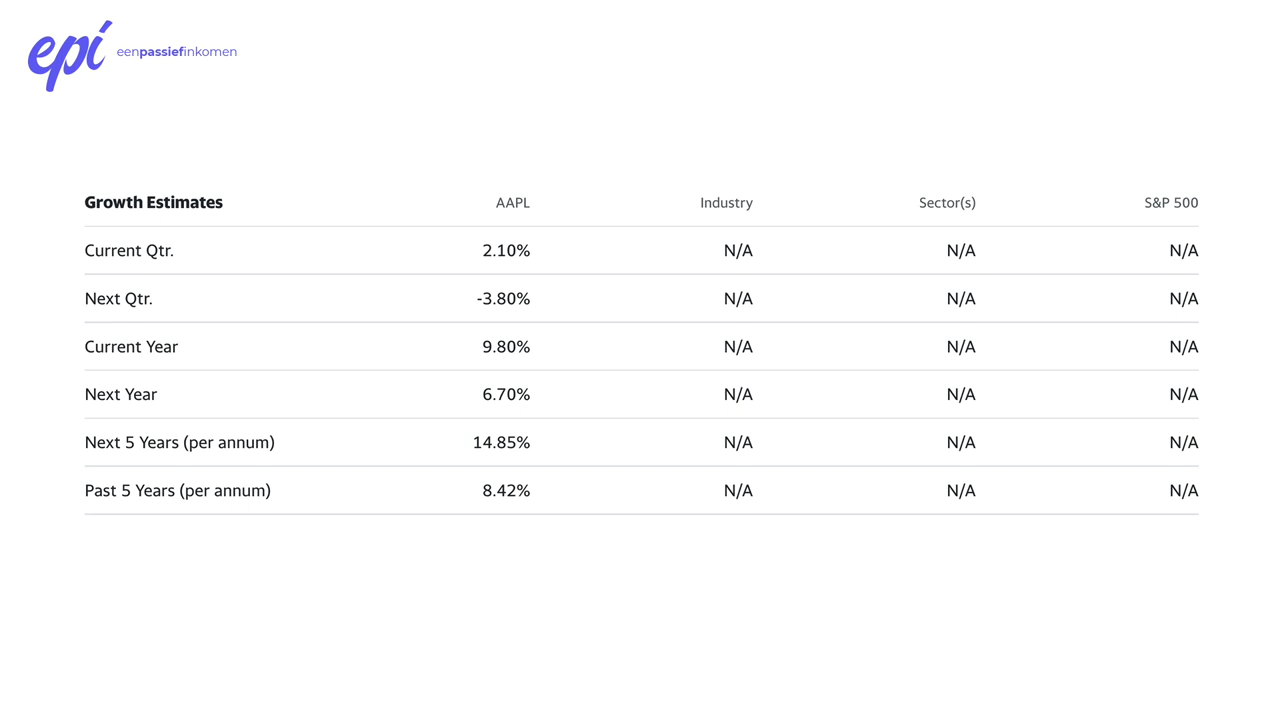 epi
eenpassiefinkomen
Growth Estimates AAPL Industry Sector(s) S&P 500
Current Qtr. 2.10% N/A N/A N/A
Next Qtr. -3.80% N/A N/A N/A
Current Year 9.80% N/A N/A N/A
Next Year 6.70% N/A N/A N/A
Next 5 Years (per annum) 14.85% N/A N/A N/A
Past 5 Years (per annum) 8.42% N/A N/A N/A